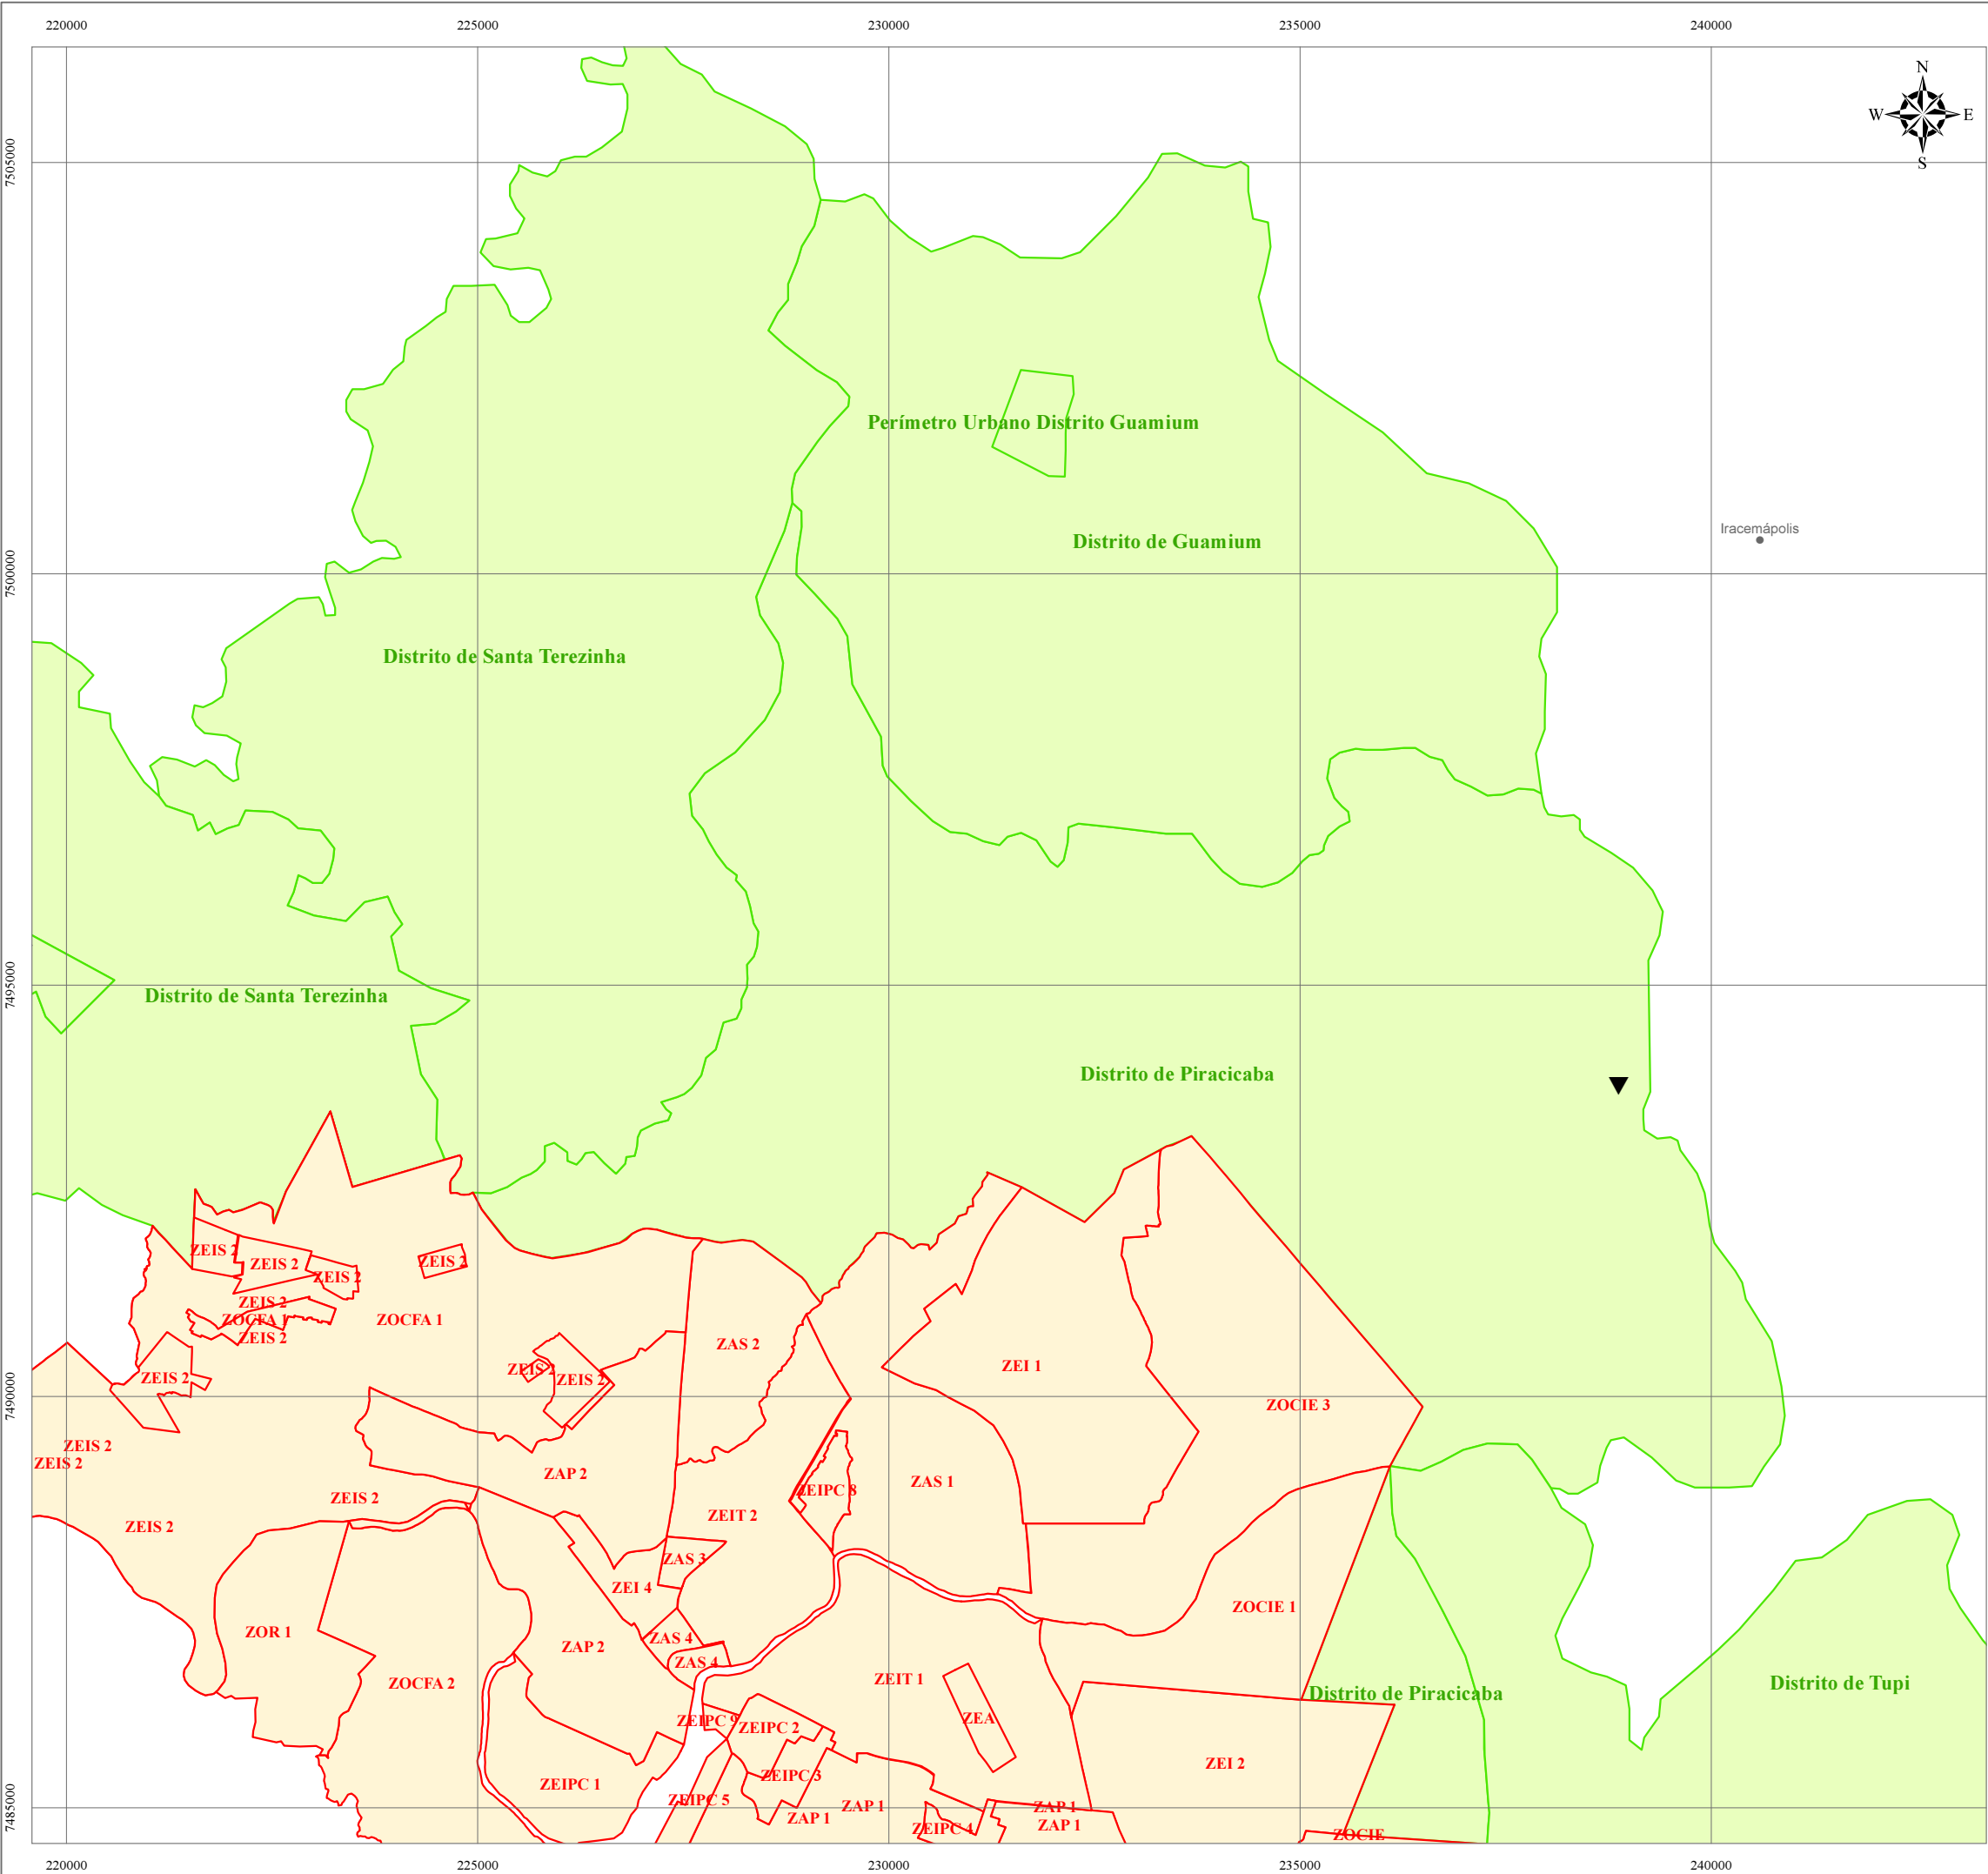 220000 225000 230000 235000 240000
N
W E
S
7505000
Perímetro Urbano Distrito Guamium
Iracemápolis
Distrito de Guamium
7500000
Distrito de Santa Terezinha
7495000
Distrito de Santa Terezinha
Distrito de Piracicaba
ZEIS 2
ZEIS 2
ZEIS 2
ZEIS 2
ZEIS 2
ZOCFA 1
ZOCFA 1
ZEIS 2
ZAS 2
ZEI 1
ZEIS 2
ZEIS 2
ZEIS 2
7490000
ZOCIE 3
ZEIS 2
ZEIS 2
ZAP 2
ZAS 1
ZEIPC 8
ZEIS 2
ZEIT 2
ZEIS 2
ZAS 3
ZEI 4
ZOCIE 1
ZOR 1
ZAS 4
ZAP 2
ZAS 4
ZEIT 1
ZOCFA 2
Distrito de Tupi
Distrito de Piracicaba
ZEA
ZEIPC 9
ZEIPC 2
ZEI 2
ZEIPC 3
ZEIPC 1
ZEIPC 5
7485000
ZAP 1
ZAP 1
ZAP 1
ZAP 1
ZEIPC 4
ZOCIE
220000 225000 230000 235000 240000